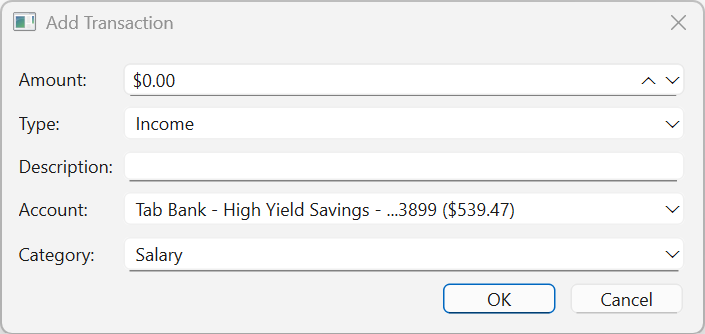 Add Transaction
Amount: $0.00
Type: Income
Description:
Account: Tab Bank - High Yield Savings - ...3899 ($539.47)
Category: Salary
OK Cancel